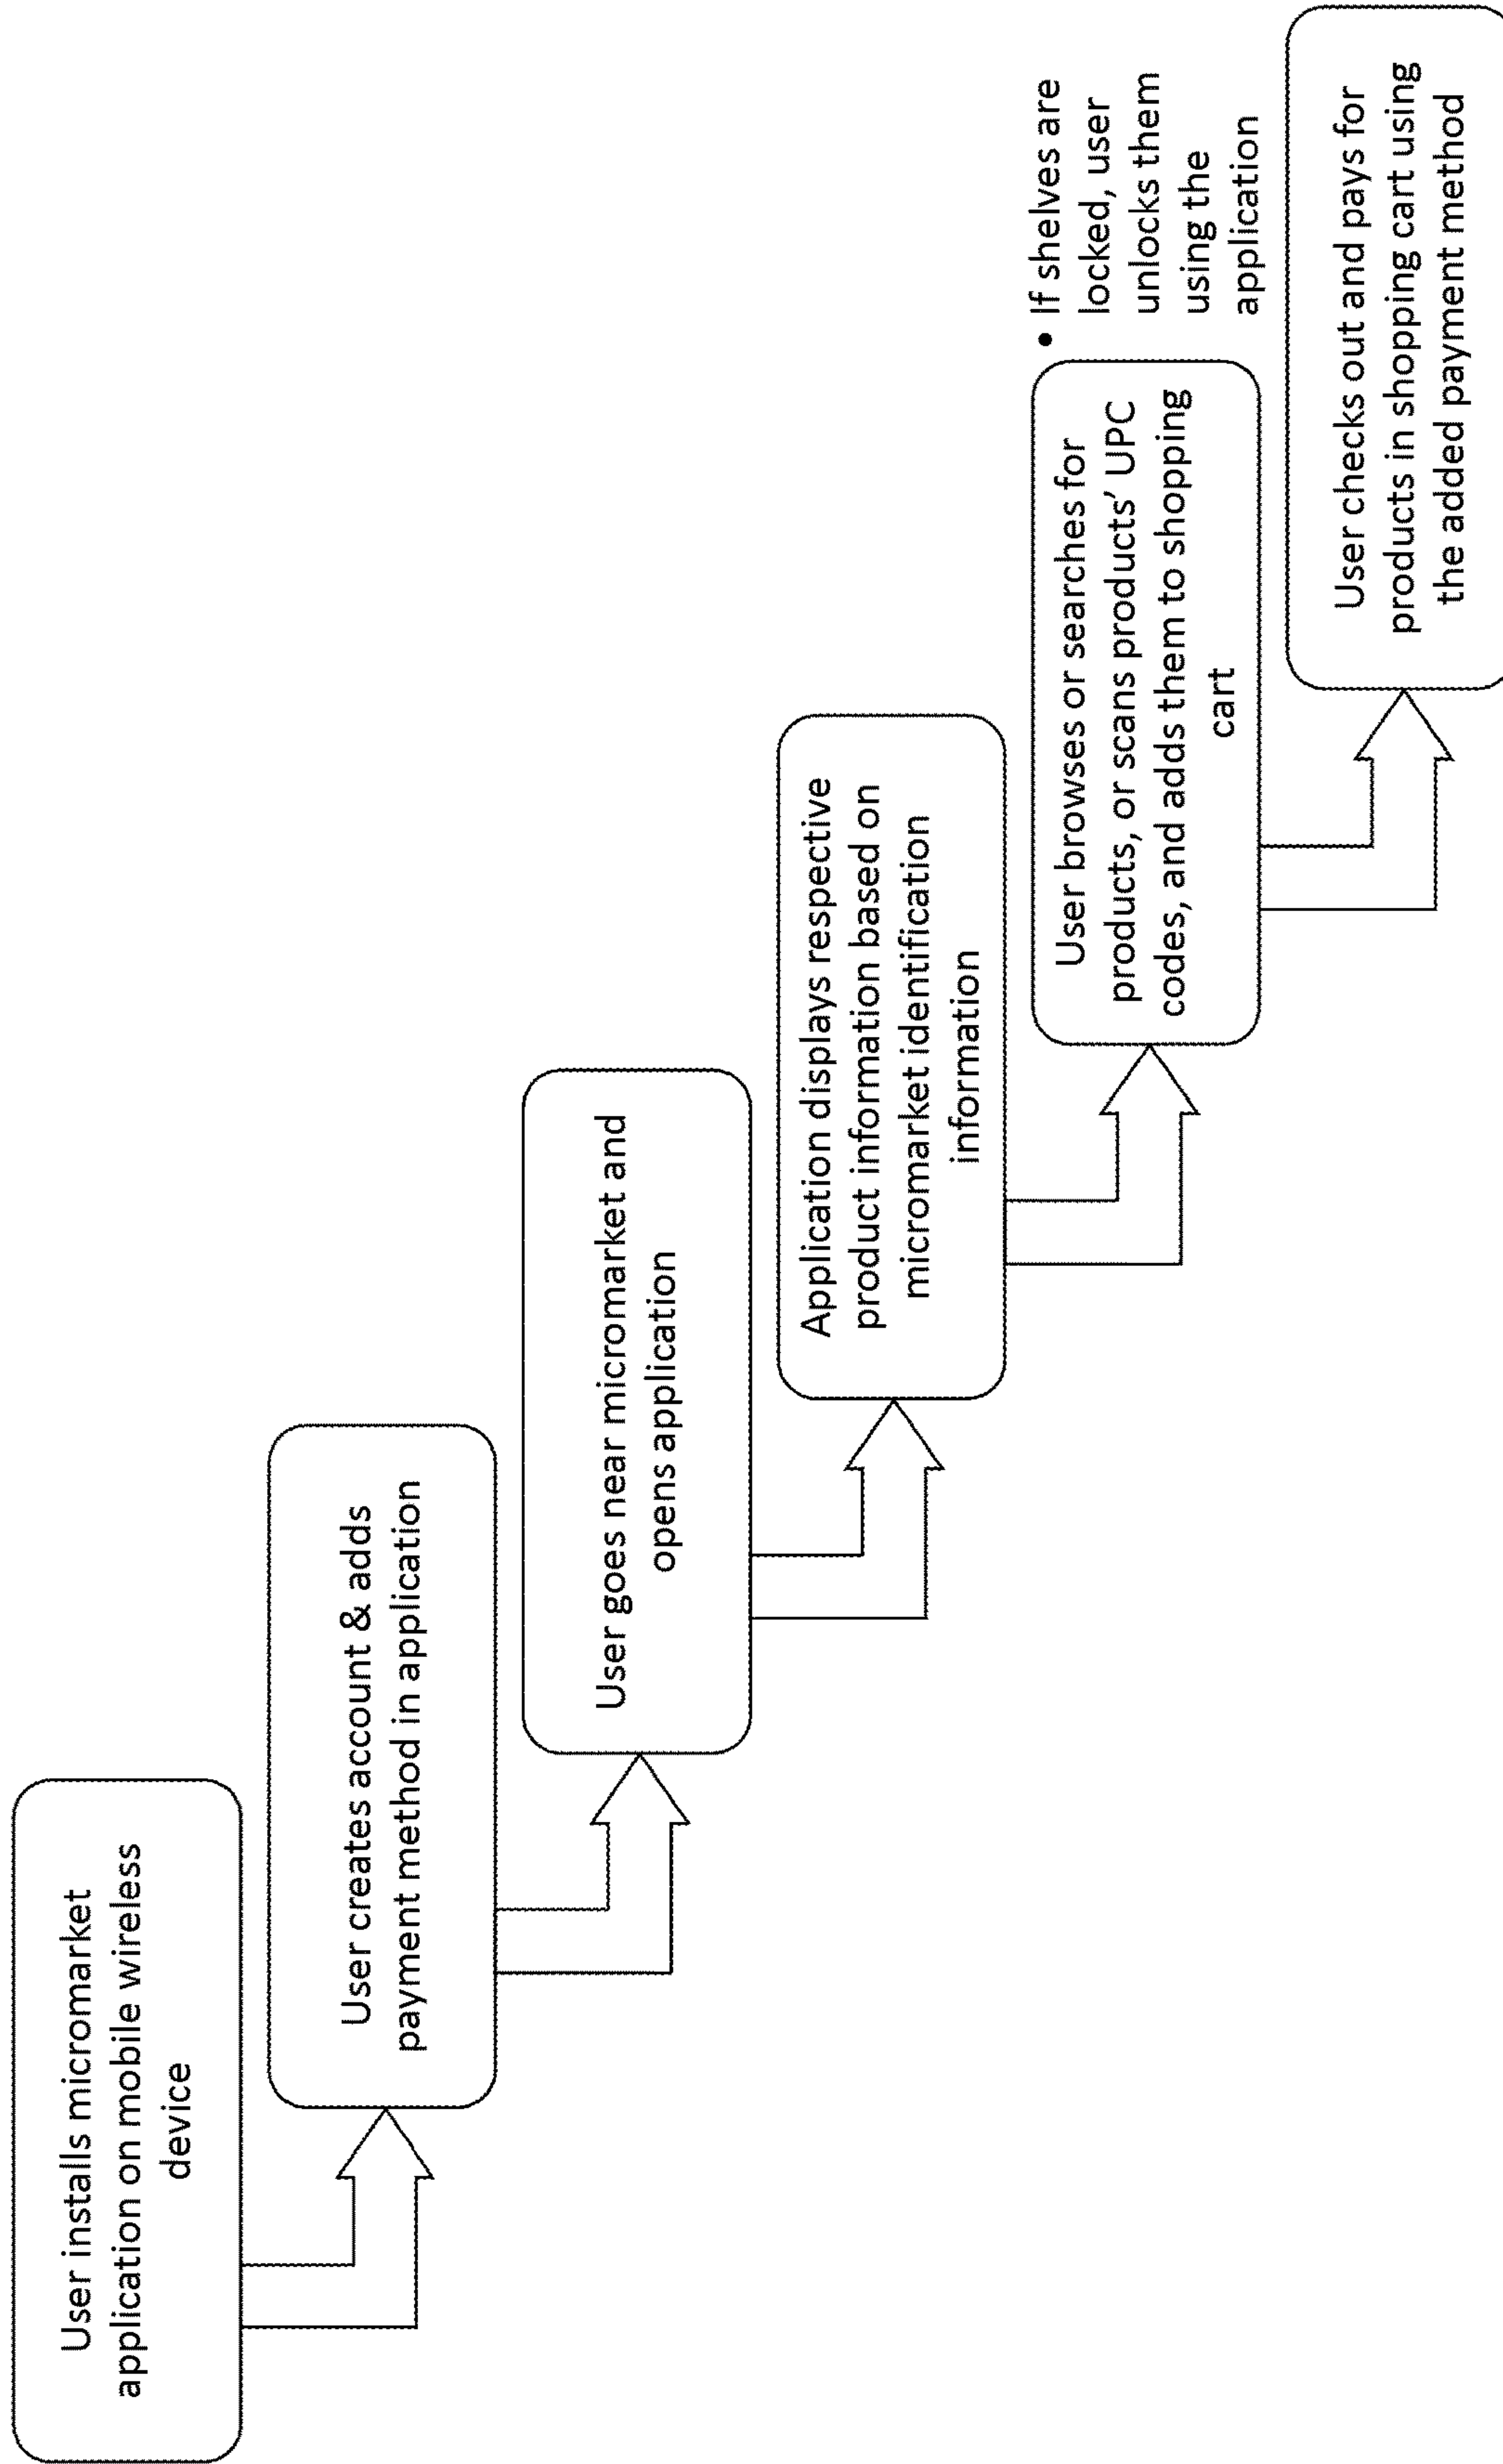 User installs micromarket
application on mobile wireless
device
User creates account & adds
payment method in application
User goes near micromarket and
opens application
Application displays respective
product information based on
micromarket identification
information
User browses or searches for
products, or scans products’ UPC
codes, and adds them to shopping
cart
• If shelves are
locked, user
unlocks them
using the
application
User checks out and pays for
products in shopping cart using
the added payment method